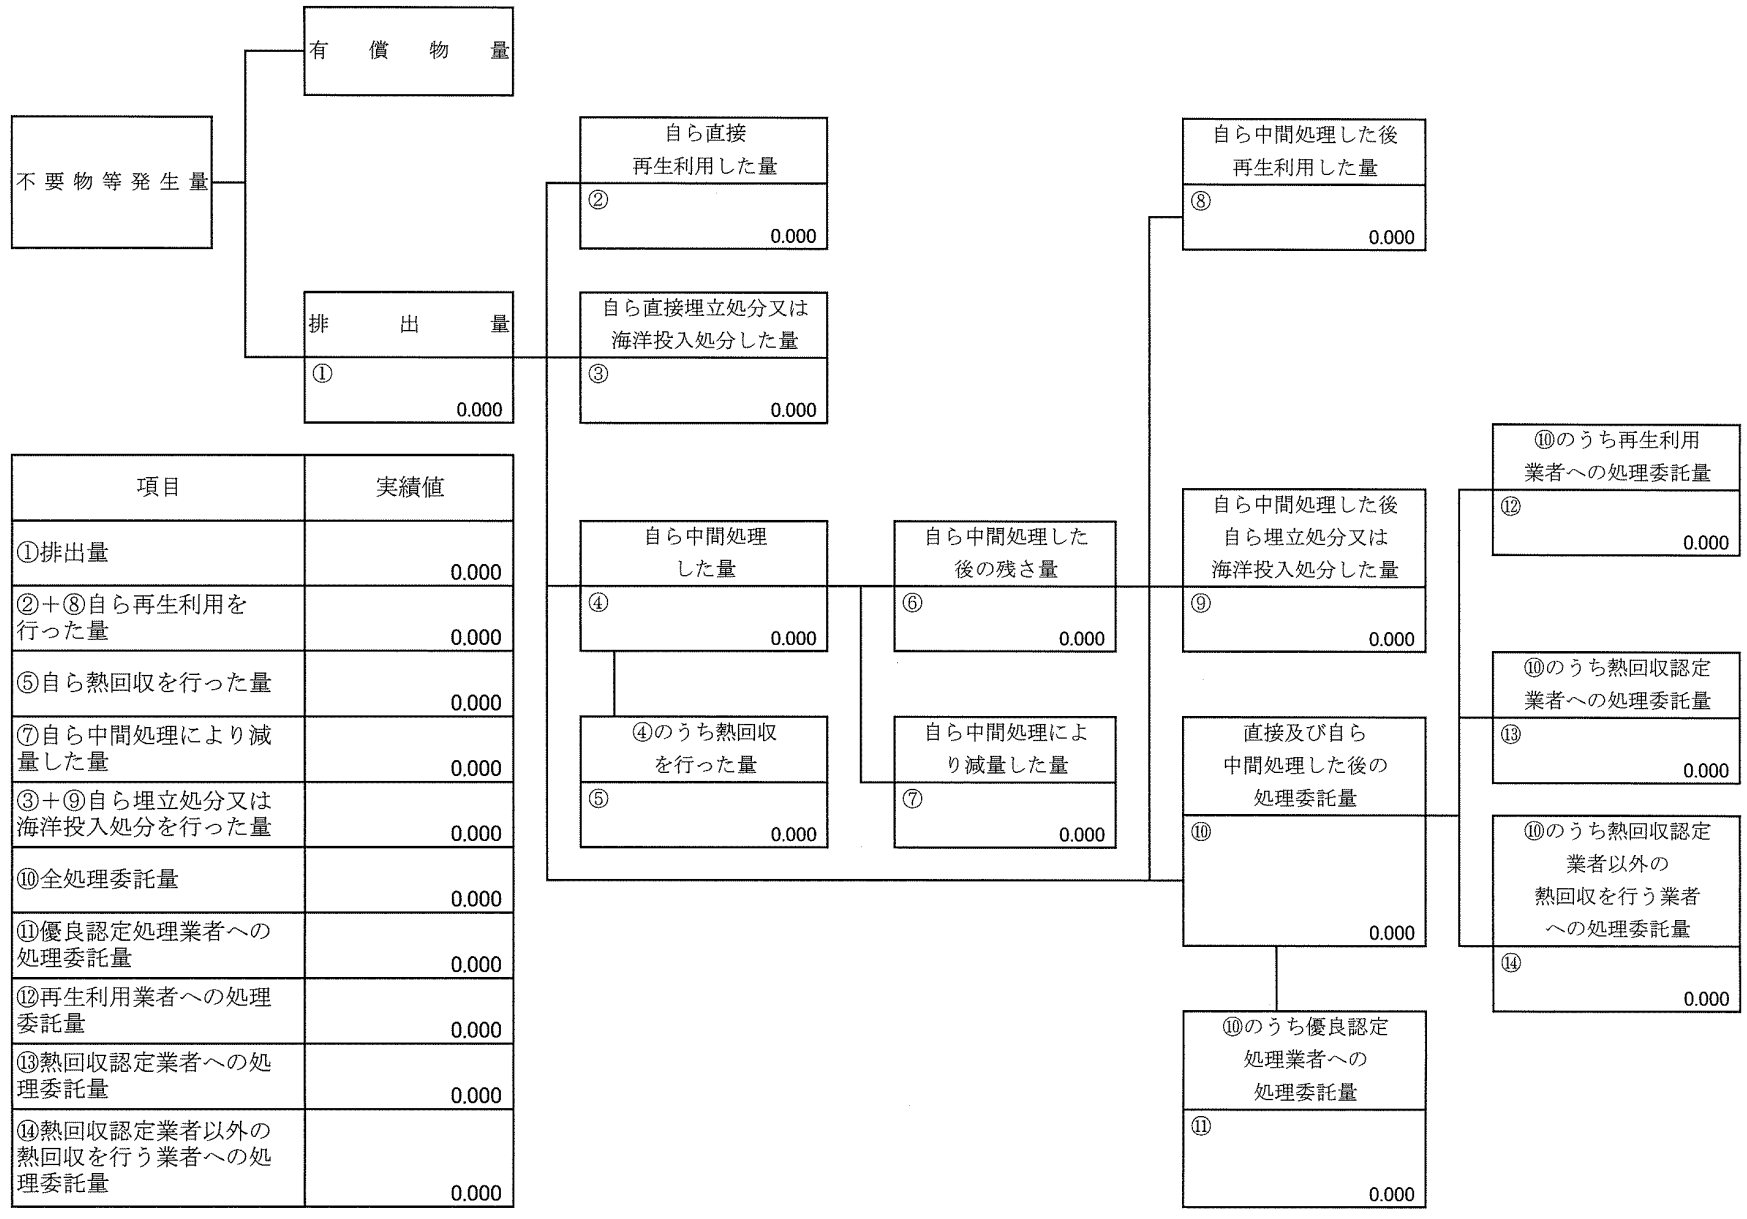 有償物量
不要物等発生量
排出量
①
0.000
自ら直接
再生利用した量
②
0.000
自ら直接埋立処分又は
海洋投入処分した量
③
0.000
自ら中間処理
した量
④
0.000
④のうち熱回収
を行った量
⑤
0.000
自ら中間処理した
後の残さ量
⑥
0.000
自ら中間処理によ
り減量した量
⑦
0.000
自ら中間処理した後
再生利用した量
⑧
0.000
自ら中間処理した後
自ら埋立処分又は
海洋投入処分した量
⑨
0.000
直接及び自ら
中間処理した後の
処理委託量
⑩
0.000
⑩のうち優良認定
処理業者への
処理委託量
⑪
0.000
⑩のうち再生利用
業者への処理委託量
⑫
0.000
⑩のうち熱回収認定
業者への処理委託量
⑬
0.000
⑩のうち熱回収認定
業者以外の
熱回収を行う業者
への処理委託量
⑭
0.000
項目 実績値
①排出量
0.000
②+⑧自ら再生利用を
行った量 0.000
⑤自ら熱回収を行った量
0.000
⑦自ら中間処理により減
量した量 0.000
③+⑨自ら埋立処分又は
海洋投入処分を行った量 0.000
⑩全処理委託量
0.000
⑪優良認定処理業者への
処理委託量 0.000
⑫再生利用業者への処理
委託量 0.000
⑬熱回収認定業者への処
理委託量 0.000
⑭熱回収認定業者以外の
熱回収を行う業者への処
理委託量 0.000